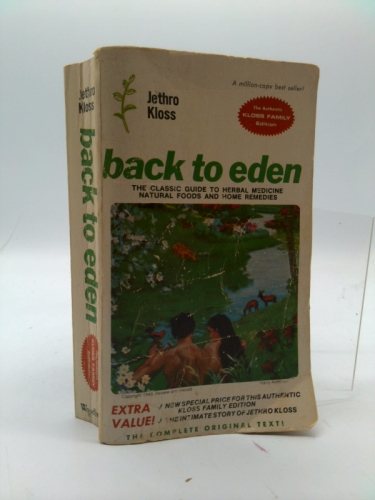 Jethro
Kloss
back to eden
A million-copy best seller!
The Authentic
KLOSS FAMILY
Edition
Jethro
Kloss
back to eden
THE CLASSIC GUIDE TO HERBAL MEDICINE
NATURAL FOODS AND HOME REMEDIES
EXTRA
VALUE!
✓ NEW SPECIAL PRICE FOR THIS AUTHENTIC
KLOSS FAMILY EDITION
✓ THE INTIMATE STORY OF JETHRO KLOSS
THE COMPLETE ORIGINAL TEXT!